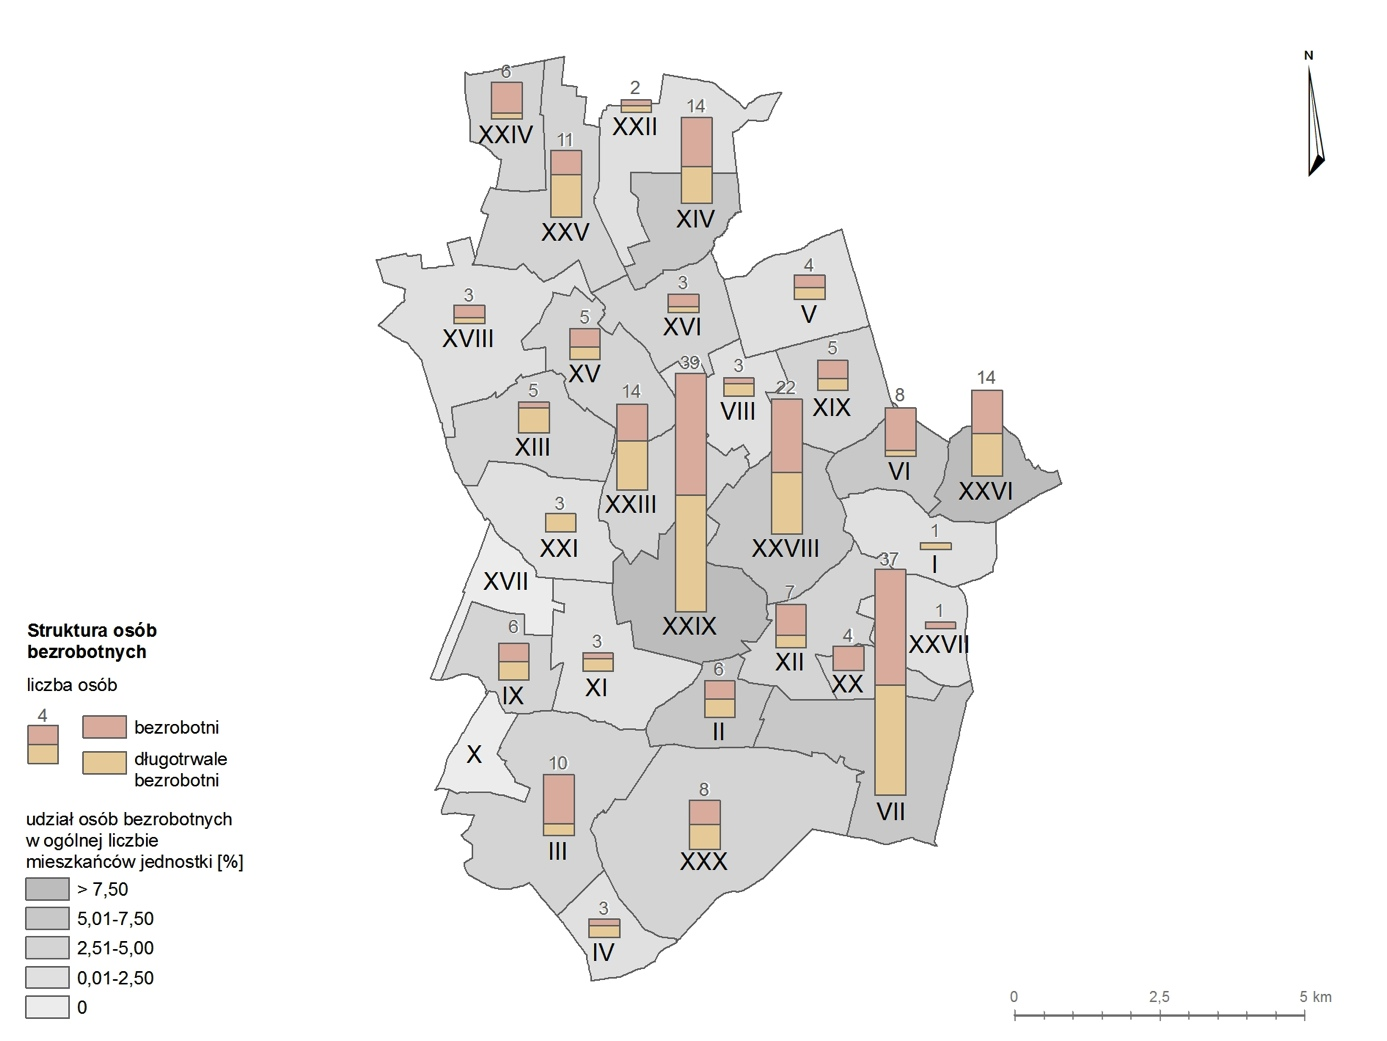 N
6
XXIV
2
XXII
14
XIV
11
XXV
4
V
3
XVIII
3
XVI
5
XV
39
XXIX
3
VIII
5
XIX
22
XXVIII
14
XXVI
8
VI
5
XIII
14
XXIII
3
XXI
1
I
37
VII
XVII
7
XII
1
XXVII
6
IX
3
XI
4
XX
6
II
X
10
III
8
XXX
3
IV
Struktura osób
bezrobotnych
liczba osób
4
bezrobotni
długotrwale
bezrobotni
udział osób bezrobotnych
w ogólnej liczbie
mieszkańców jednostki [%]
> 7,50
5,01-7,50
2,51-5,00
0,01-2,50
0
0 2,5 5 km